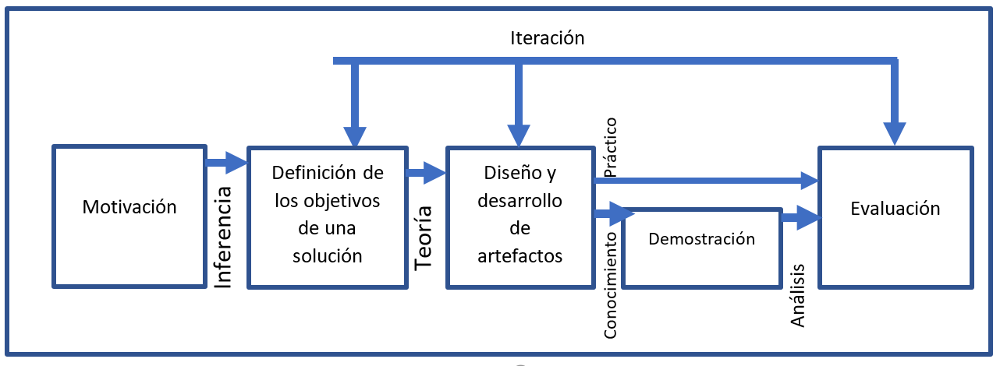 Iteración
Motivación
Inferencia
Definición de
los objetivos
de una
solución
Teoría
Diseño y
desarrollo
de
artefactos
Práctico
Conocimiento
Demostración
Análisis
Evaluación